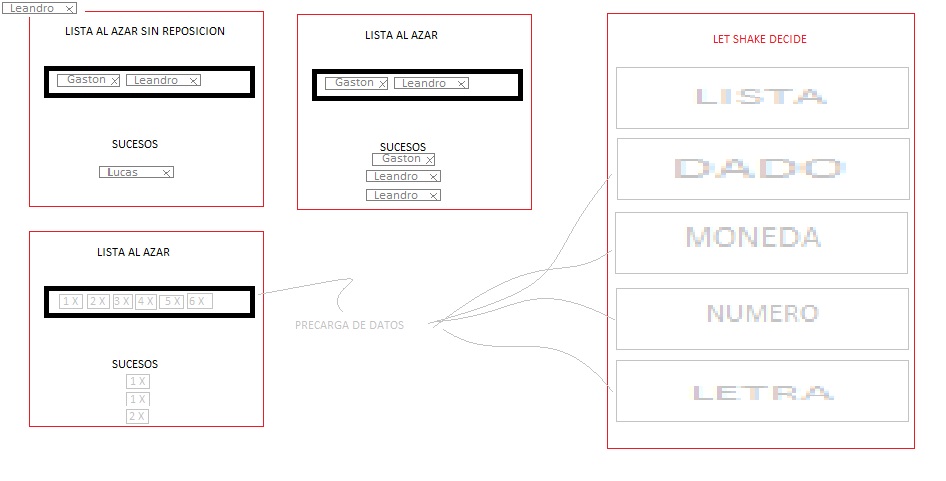 Leandro X
LISTA AL AZAR SIN REPOSICION
Gaston X Leandro X
SUCESOS
Lucas X
LISTA AL AZAR
Gaston X Leandro X
SUCESOS
Gaston X
Leandro X
Leandro X
LISTA AL AZAR
1 X 2 X 3 X 4 X 5 X 6 X
SUCESOS
1 X
1 X
2 X
PRECARGA DE DATOS
LET SHAKE DECIDE
LISTA
DADO
MONEDA
NUMERO
LETRA